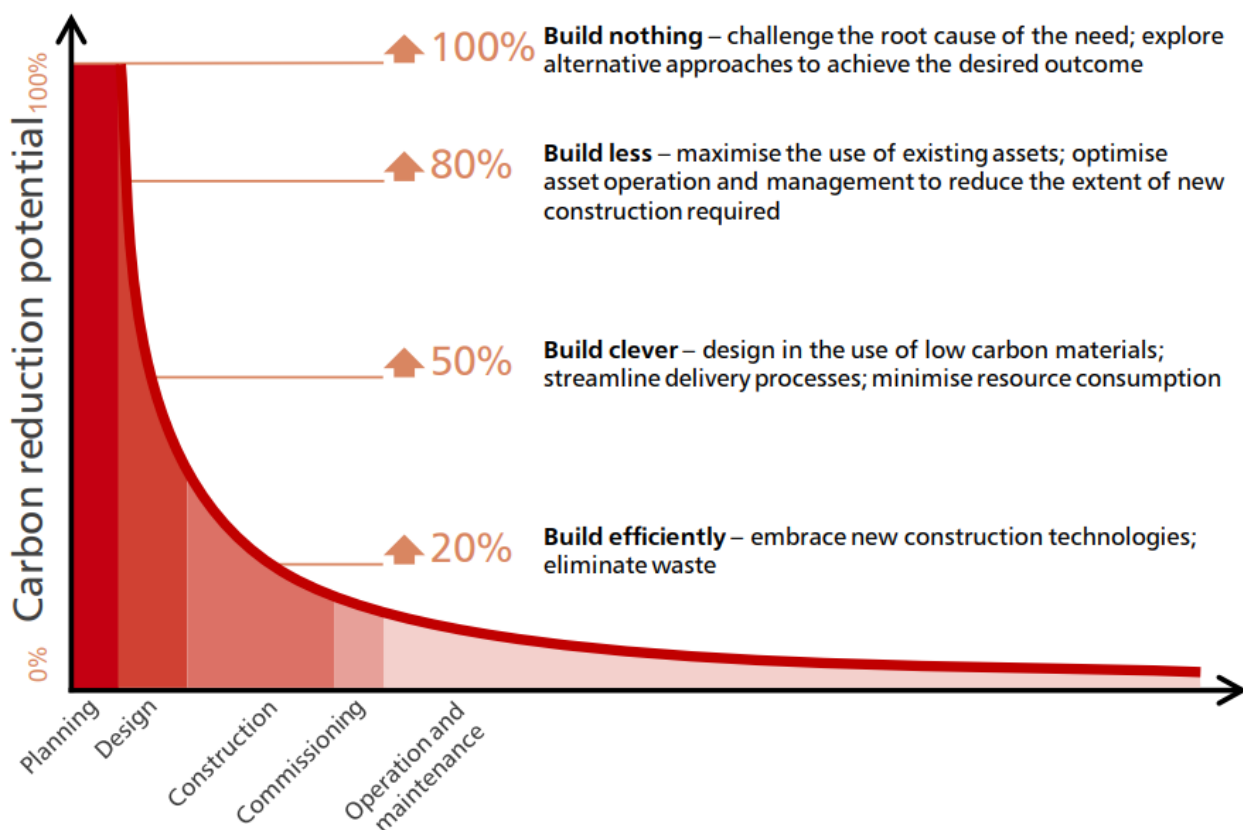 Carbon reduction potential
100%
0%
100%
Build nothing – challenge the root cause of the need; explore
alternative approaches to achieve the desired outcome
80%
Build less – maximise the use of existing assets; optimise
asset operation and management to reduce the extent of new
construction required
50%
Build clever – design in the use of low carbon materials;
streamline delivery processes; minimise resource consumption
20%
Build efficiently – embrace new construction technologies;
eliminate waste
Planning
Design
Construction
Commissioning
Operation and
maintenance